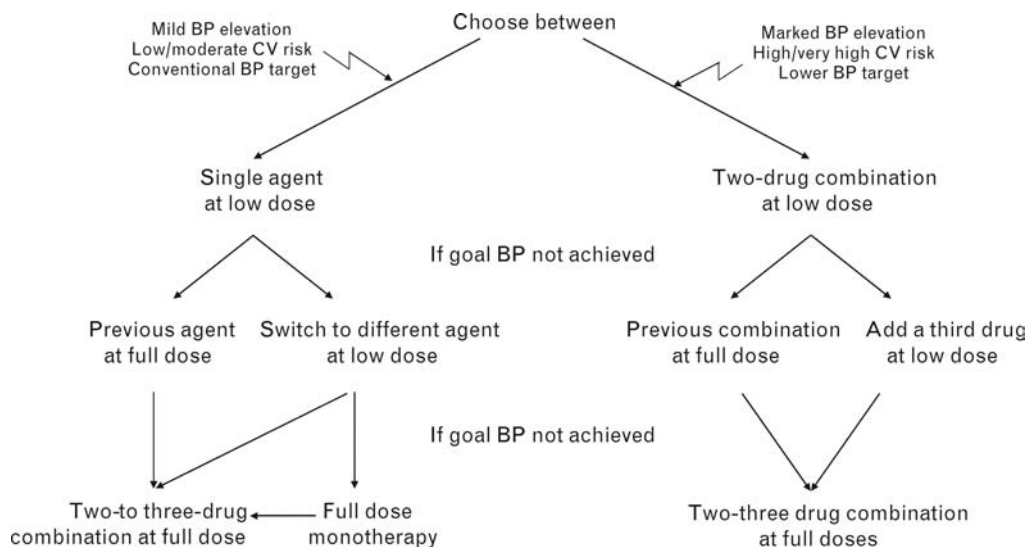 Choose between
Mild BP elevation
Low/moderate CV risk
Conventional BP target
Marked BP elevation
High/very high CV risk
Lower BP target
Single agent
at low dose
Two-drug combination
at low dose
If goal BP not achieved
Previous agent
at full dose
Switch to different agent
at low dose
Previous combination
at full dose
Add a third drug
at low dose
If goal BP not achieved
Two-to three-drug
combination at full dose
Full dose
monotherapy
Two-three drug combination
at full doses